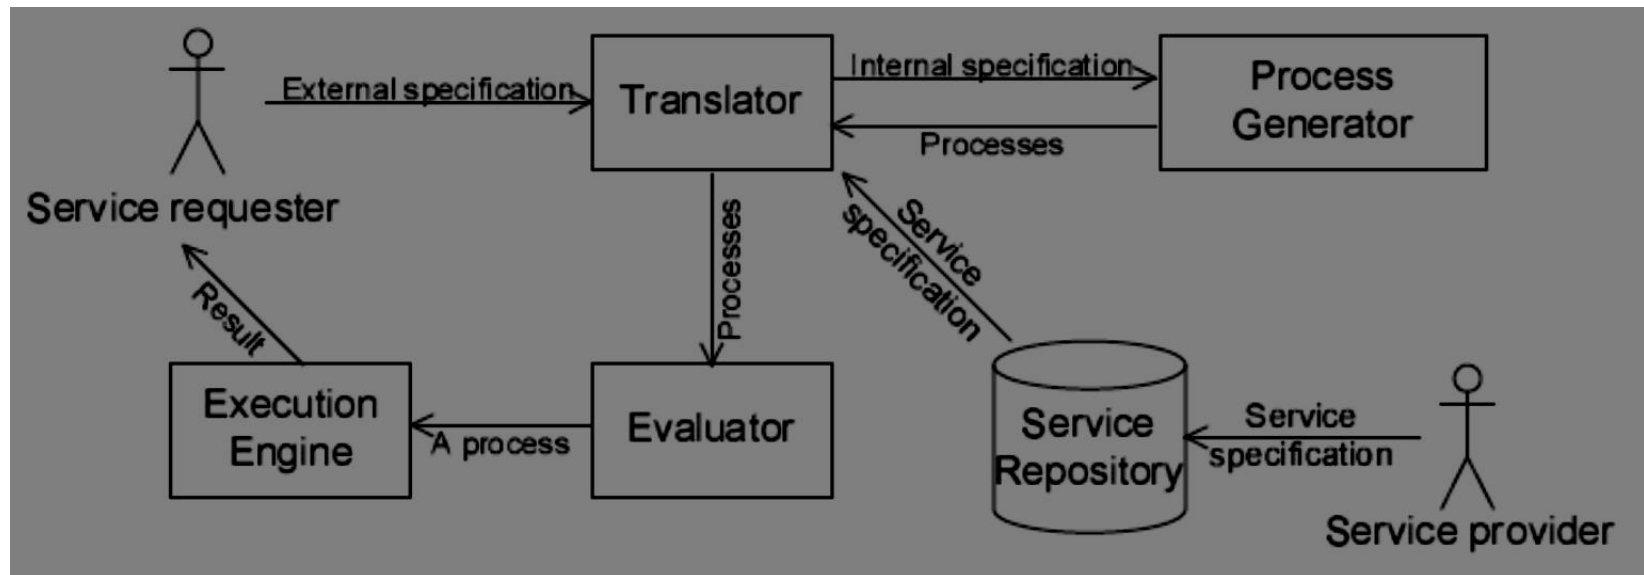 External specification
Translator
Internal specification
Process
Generator
Processes
Service requester
Processes
Service
specification
Result
Execution
Engine
A process
Evaluator
Service
Repository
Service
specification
Service provider